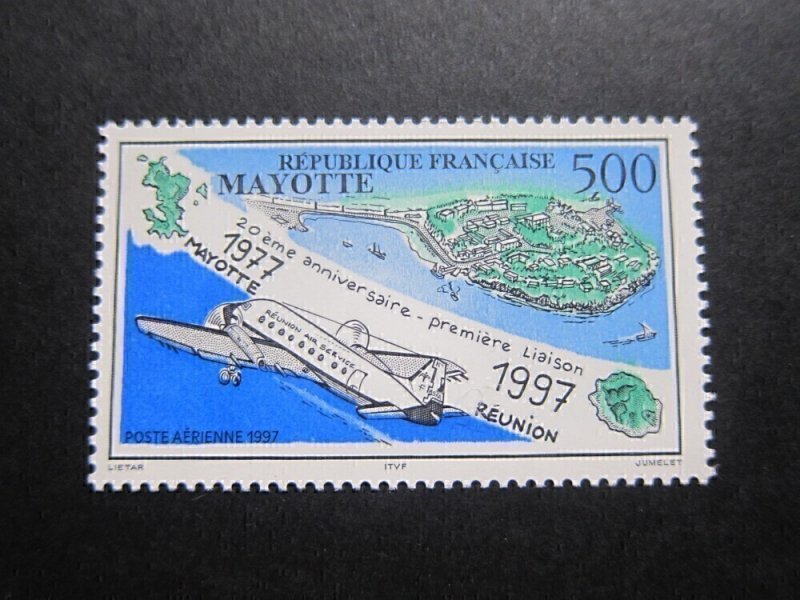 RÉPUBLIQUE FRANÇAISE
500
MAYOTTE
20ème anniversaire - première Liaison
1977
MAYOTTE
1997
RÉUNION
RÉUNION AIR SERVICE
POSTE AÉRIENNE 1997
LIETAR
ITVF
JUMELET